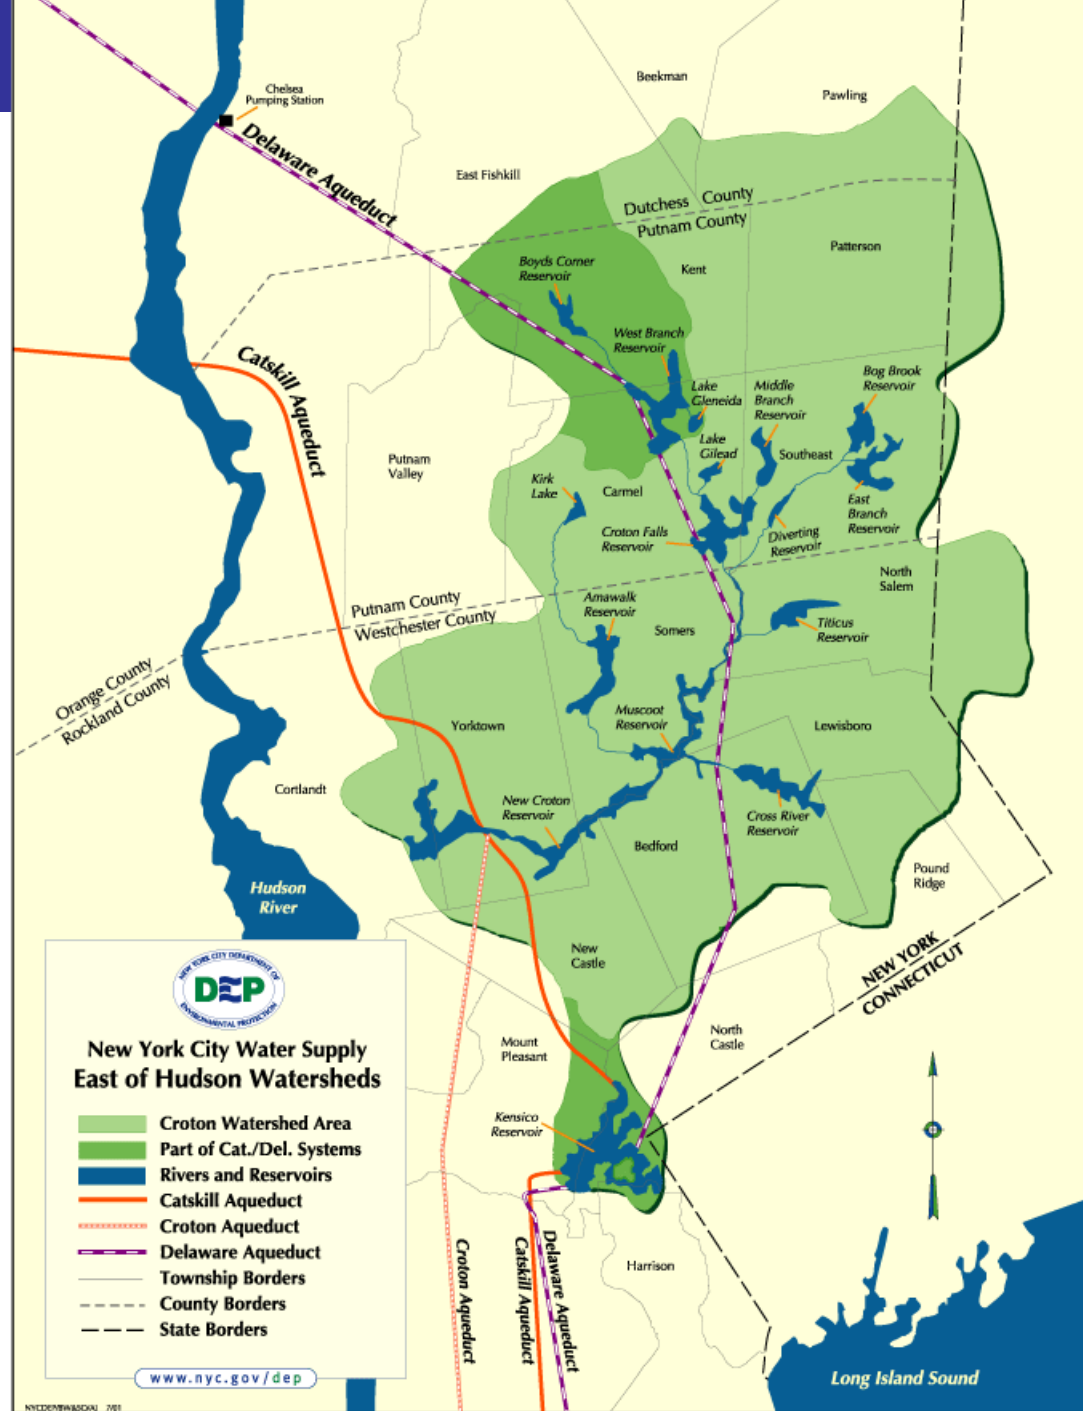 Beekman
Pawling
Chelsea
Pumping Station
Delaware Aqueduct
East Fishkill
Dutchess County
Putnam County
Patterson
Kent
Boyds Corner
Reservoir
West Branch
Reservoir
Catskill Aqueduct
Lake
Gleneida
Middle
Branch
Reservoir
Bog Brook
Reservoir
Lake
Gilead
Southeast
Putnam
Valley
Kirk
Lake
Carmel
East
Branch
Reservoir
Croton Falls
Reservoir
Diverting
Reservoir
North
Salem
Putnam County
Westchester County
Amawalk
Reservoir
Somers
Titicus
Reservoir
Orange County
Rockland County
Yorktown
Muscoot
Reservoir
Lewisboro
Cortlandt
New Croton
Reservoir
Cross River
Reservoir
Bedford
Pound
Ridge
Hudson
River
New
Castle
NEW YORK
CONNECTICUT
North
Castle
Mount
Pleasant
Kensico
Reservoir
Harrison
Croton Aqueduct
Catskill Aqueduct
Delaware Aqueduct
Long Island Sound
NEW YORK CITY DEPARTMENT OF
DEP
ENVIRONMENTAL PROTECTION
New York City Water Supply
East of Hudson Watersheds
Croton Watershed Area
Part of Cat./Del. Systems
Rivers and Reservoirs
Catskill Aqueduct
Croton Aqueduct
Delaware Aqueduct
Township Borders
County Borders
State Borders
www.nyc.gov/dep